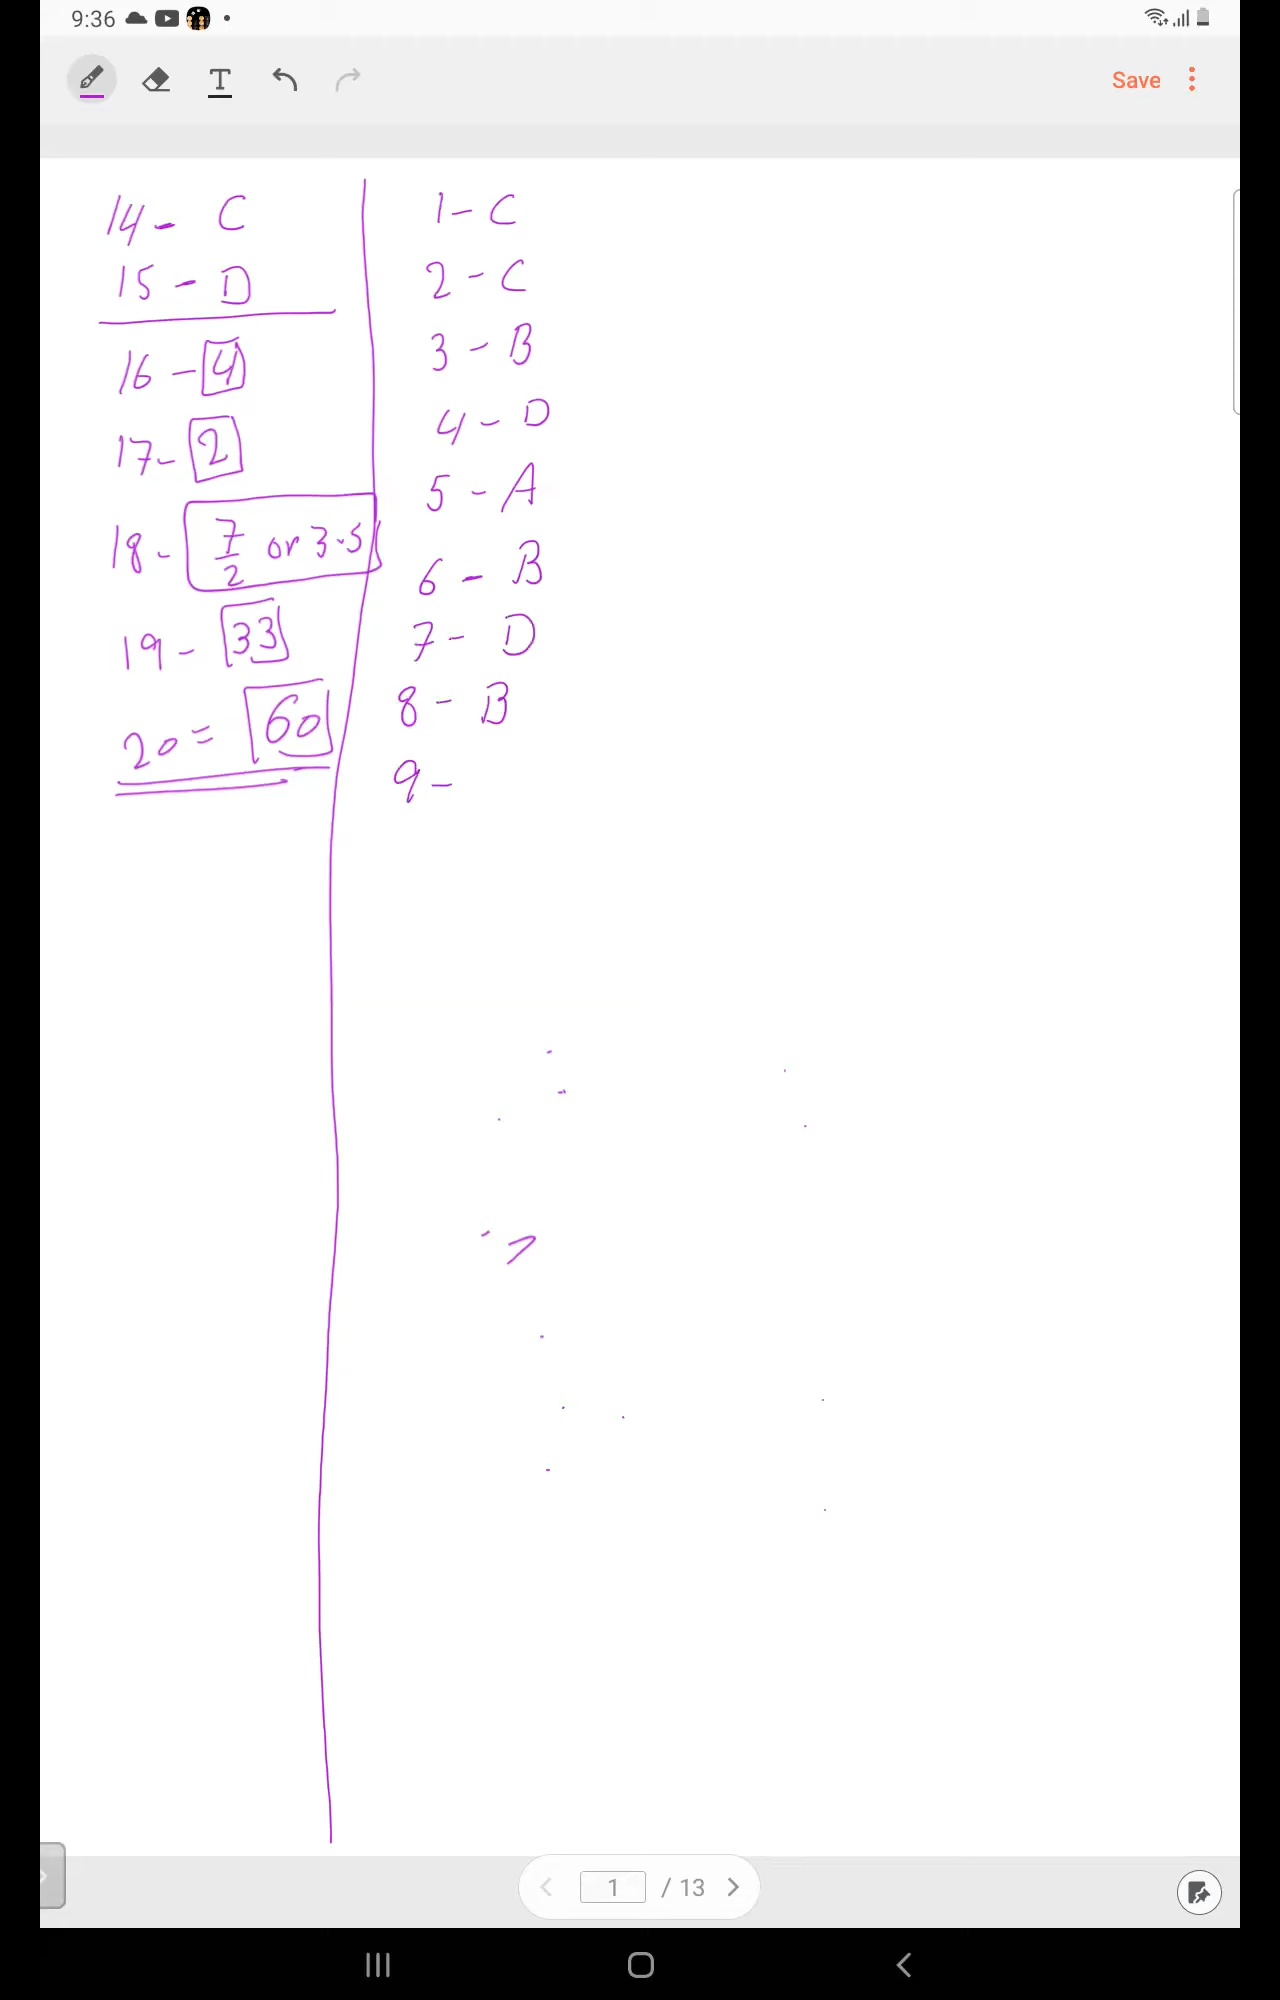 9:36
T Save
14- C
15 - D
16 - 4
17- 2
18- 7/2 or 3.5
19 - 33
20 = 60
1- C
2 - C
3 - B
4 - D
5 - A
6 - B
7 - D
8 - B
9 -
1 / 13